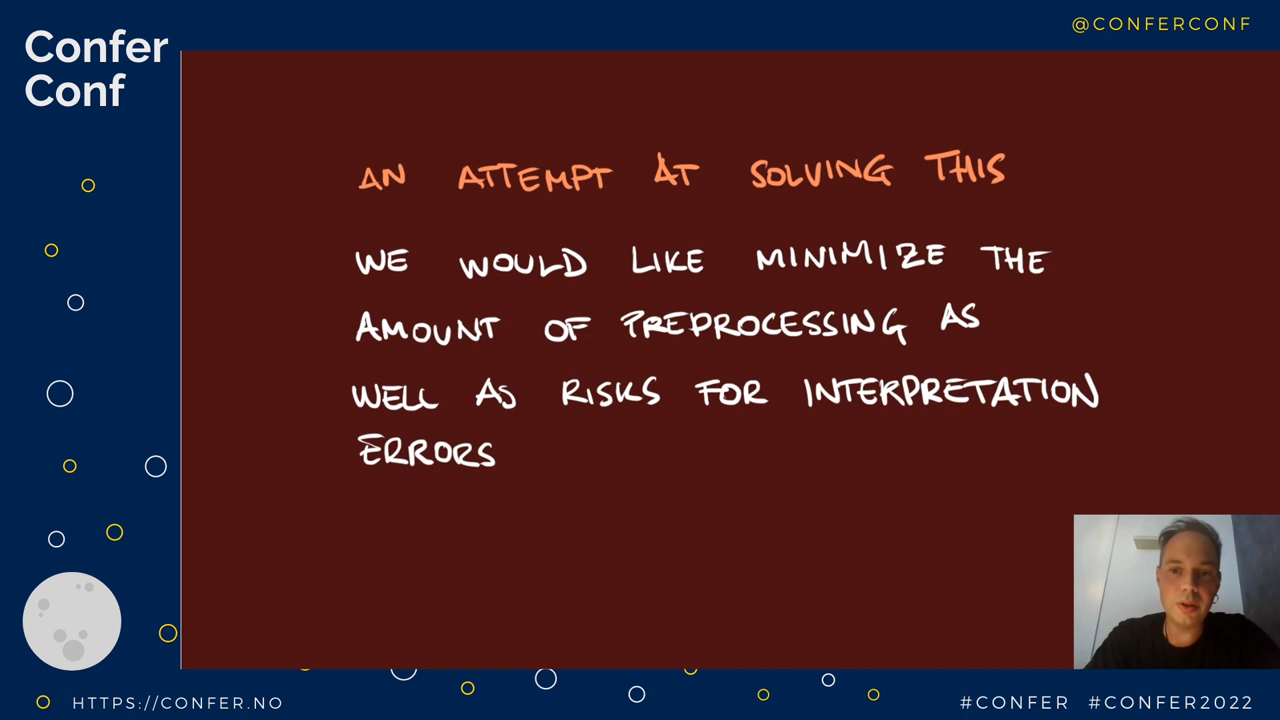 @CONFERCONF
Confer
Conf
AN ATTEMPT AT SOLVING THIS
WE WOULD LIKE MINIMIZE THE
AMOUNT OF PREPROCESSING AS
WELL AS RISKS FOR INTERPRETATION
ERRORS
HTTPS://CONFER.NO
#CONFER #CONFER2022